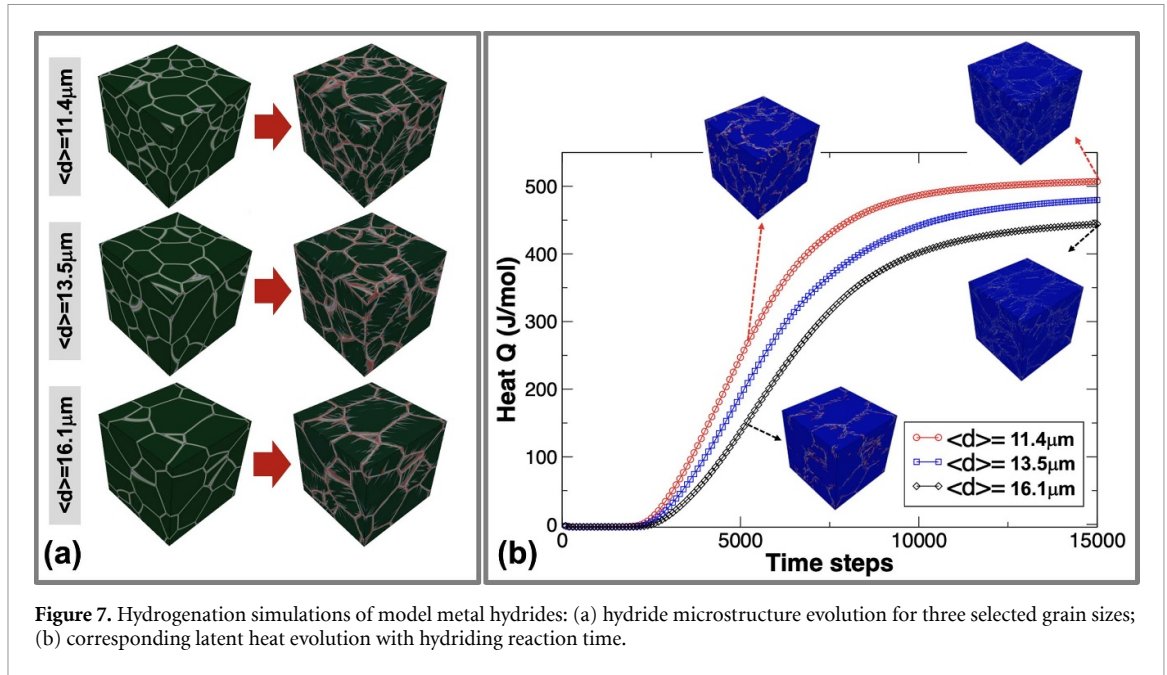 <d>=11.4μm
<d>=13.5μm
<d>=16.1μm
(a)
500
400
300
200
100
0
Heat Q (J/mol)
0 5000 10000 15000
Time steps
<d>= 11.4μm
<d>= 13.5μm
<d>= 16.1μm
(b)
Figure 7. Hydrogenation simulations of model metal hydrides: (a) hydride microstructure evolution for three selected grain sizes;
(b) corresponding latent heat evolution with hydriding reaction time.